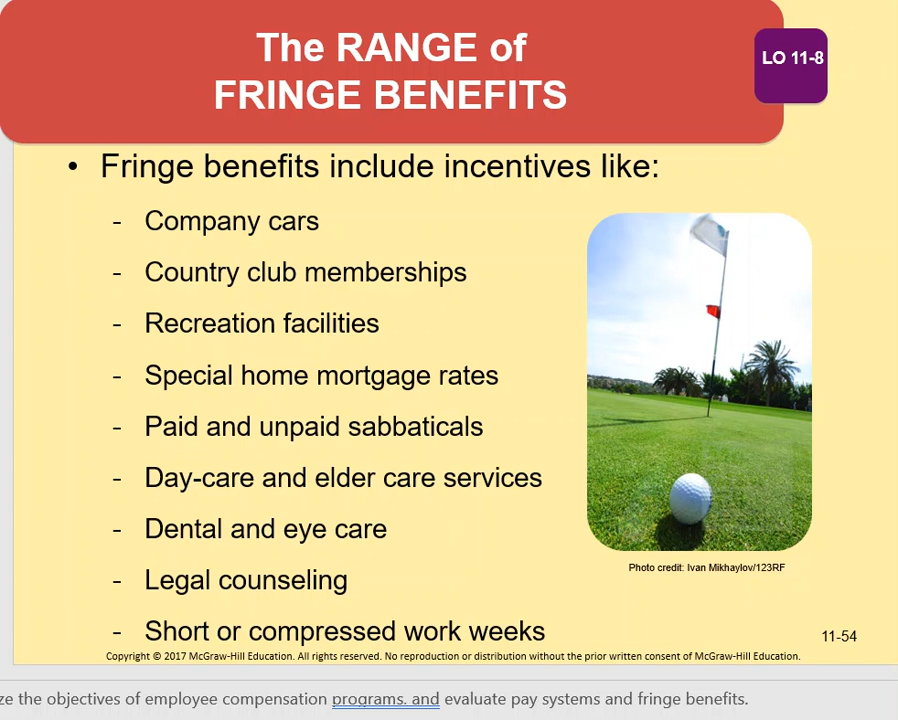 The RANGE of
FRINGE BENEFITS
LO 11-8
• Fringe benefits include incentives like:
- Company cars
- Country club memberships
- Recreation facilities
- Special home mortgage rates
- Paid and unpaid sabbaticals
- Day-care and elder care services
- Dental and eye care
- Legal counseling
- Short or compressed work weeks
Photo credit: Ivan Mikhaylov/123RF
11-54
Copyright © 2017 McGraw-Hill Education. All rights reserved. No reproduction or distribution without the prior written consent of McGraw-Hill Education.
ze the objectives of employee compensation programs. and evaluate pay systems and fringe benefits.